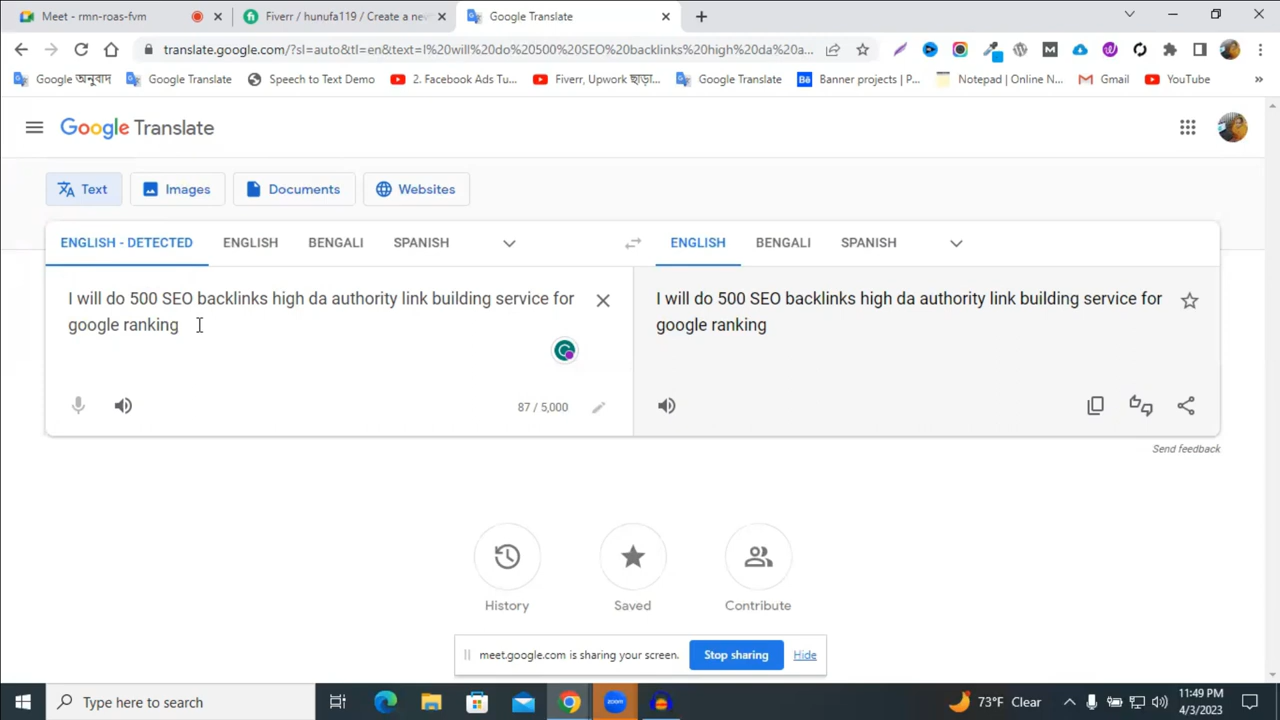 Meet - rmn-roas-fvm
Fiverr / hunufa119 / Create a nev
Google Translate
translate.google.com/?sl=auto&tl=en&text=I%20will%20do%20500%20SEO%20backlinks%20high%20da%20a...
Google অনুবাদ
Google Translate
Speech to Text Demo
2. Facebook Ads Tu...
Fiverr, Upwork ছাড়া...
Google Translate
Banner projects | P...
Notepad | Online N...
Gmail
YouTube
Google Translate
Text
Images
Documents
Websites
ENGLISH - DETECTED
ENGLISH
BENGALI
SPANISH
ENGLISH
BENGALI
SPANISH
I will do 500 SEO backlinks high da authority link building service for
google ranking
87 / 5,000
I will do 500 SEO backlinks high da authority link building service for
google ranking
Send feedback
History
Saved
Contribute
meet.google.com is sharing your screen.
Stop sharing
Hide
Type here to search
zoom
73°F Clear
11:49 PM
4/3/2023